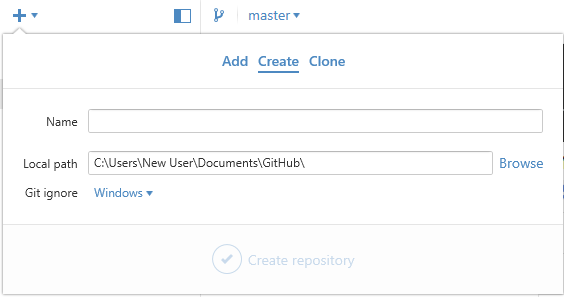 master
Add Create Clone
Name
Local path C:\Users\New User\Documents\GitHub\ Browse
Git ignore Windows
Create repository